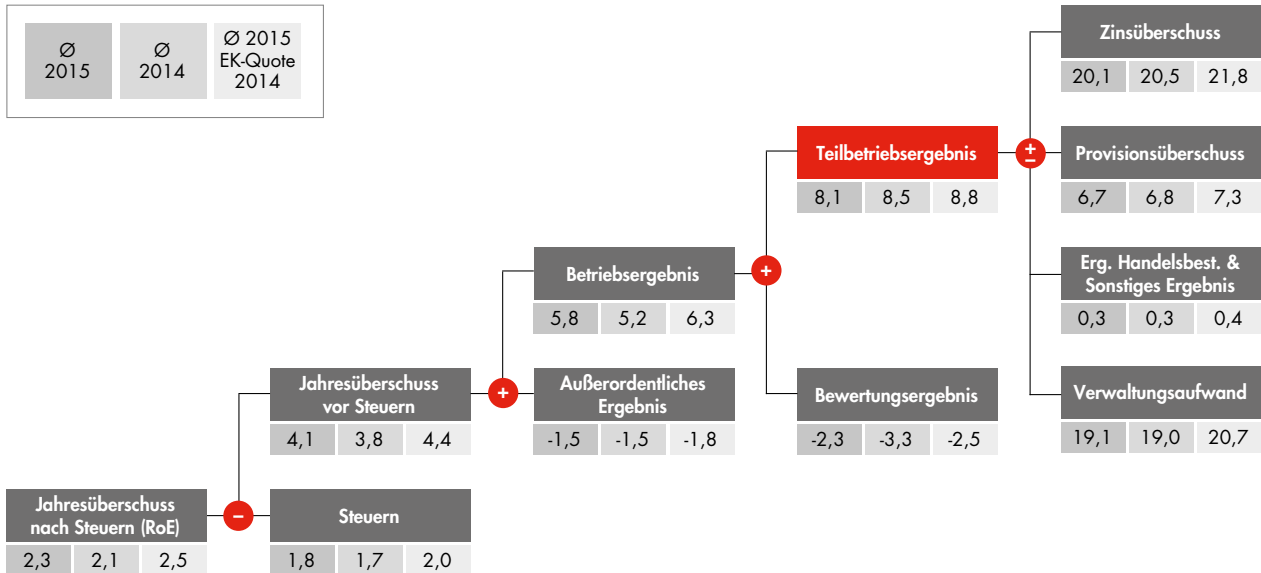 Ø
2015
Ø
2014
Ø 2015
EK-Quote
2014
Zinsüberschuss
20,1 20,5 21,8
Teilbetriebsergebnis
8,1 8,5 8,8
+
−
Provisionsüberschuss
6,7 6,8 7,3
Betriebsergebnis
5,8 5,2 6,3
+
Erg. Handelsbest. &
Sonstiges Ergebnis
0,3 0,3 0,4
Jahresüberschuss
vor Steuern
4,1 3,8 4,4
+
Außerordentliches
Ergebnis
-1,5 -1,5 -1,8
Bewertungsergebnis
-2,3 -3,3 -2,5
Verwaltungsaufwand
19,1 19,0 20,7
Jahresüberschuss
nach Steuern (RoE)
2,3 2,1 2,5
−
Steuern
1,8 1,7 2,0